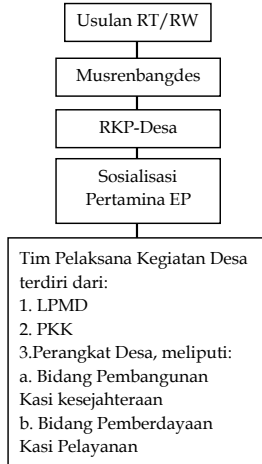 Usulan RT/RW
Musrenbangdes
RKP-Desa
Sosialisasi
Pertamina EP
Tim Pelaksana Kegiatan Desa
terdiri dari:
1. LPMD
2. PKK
3.Perangkat Desa, meliputi:
a. Bidang Pembangunan
Kasi kesejahteraan
b. Bidang Pemberdayaan
Kasi Pelayanan